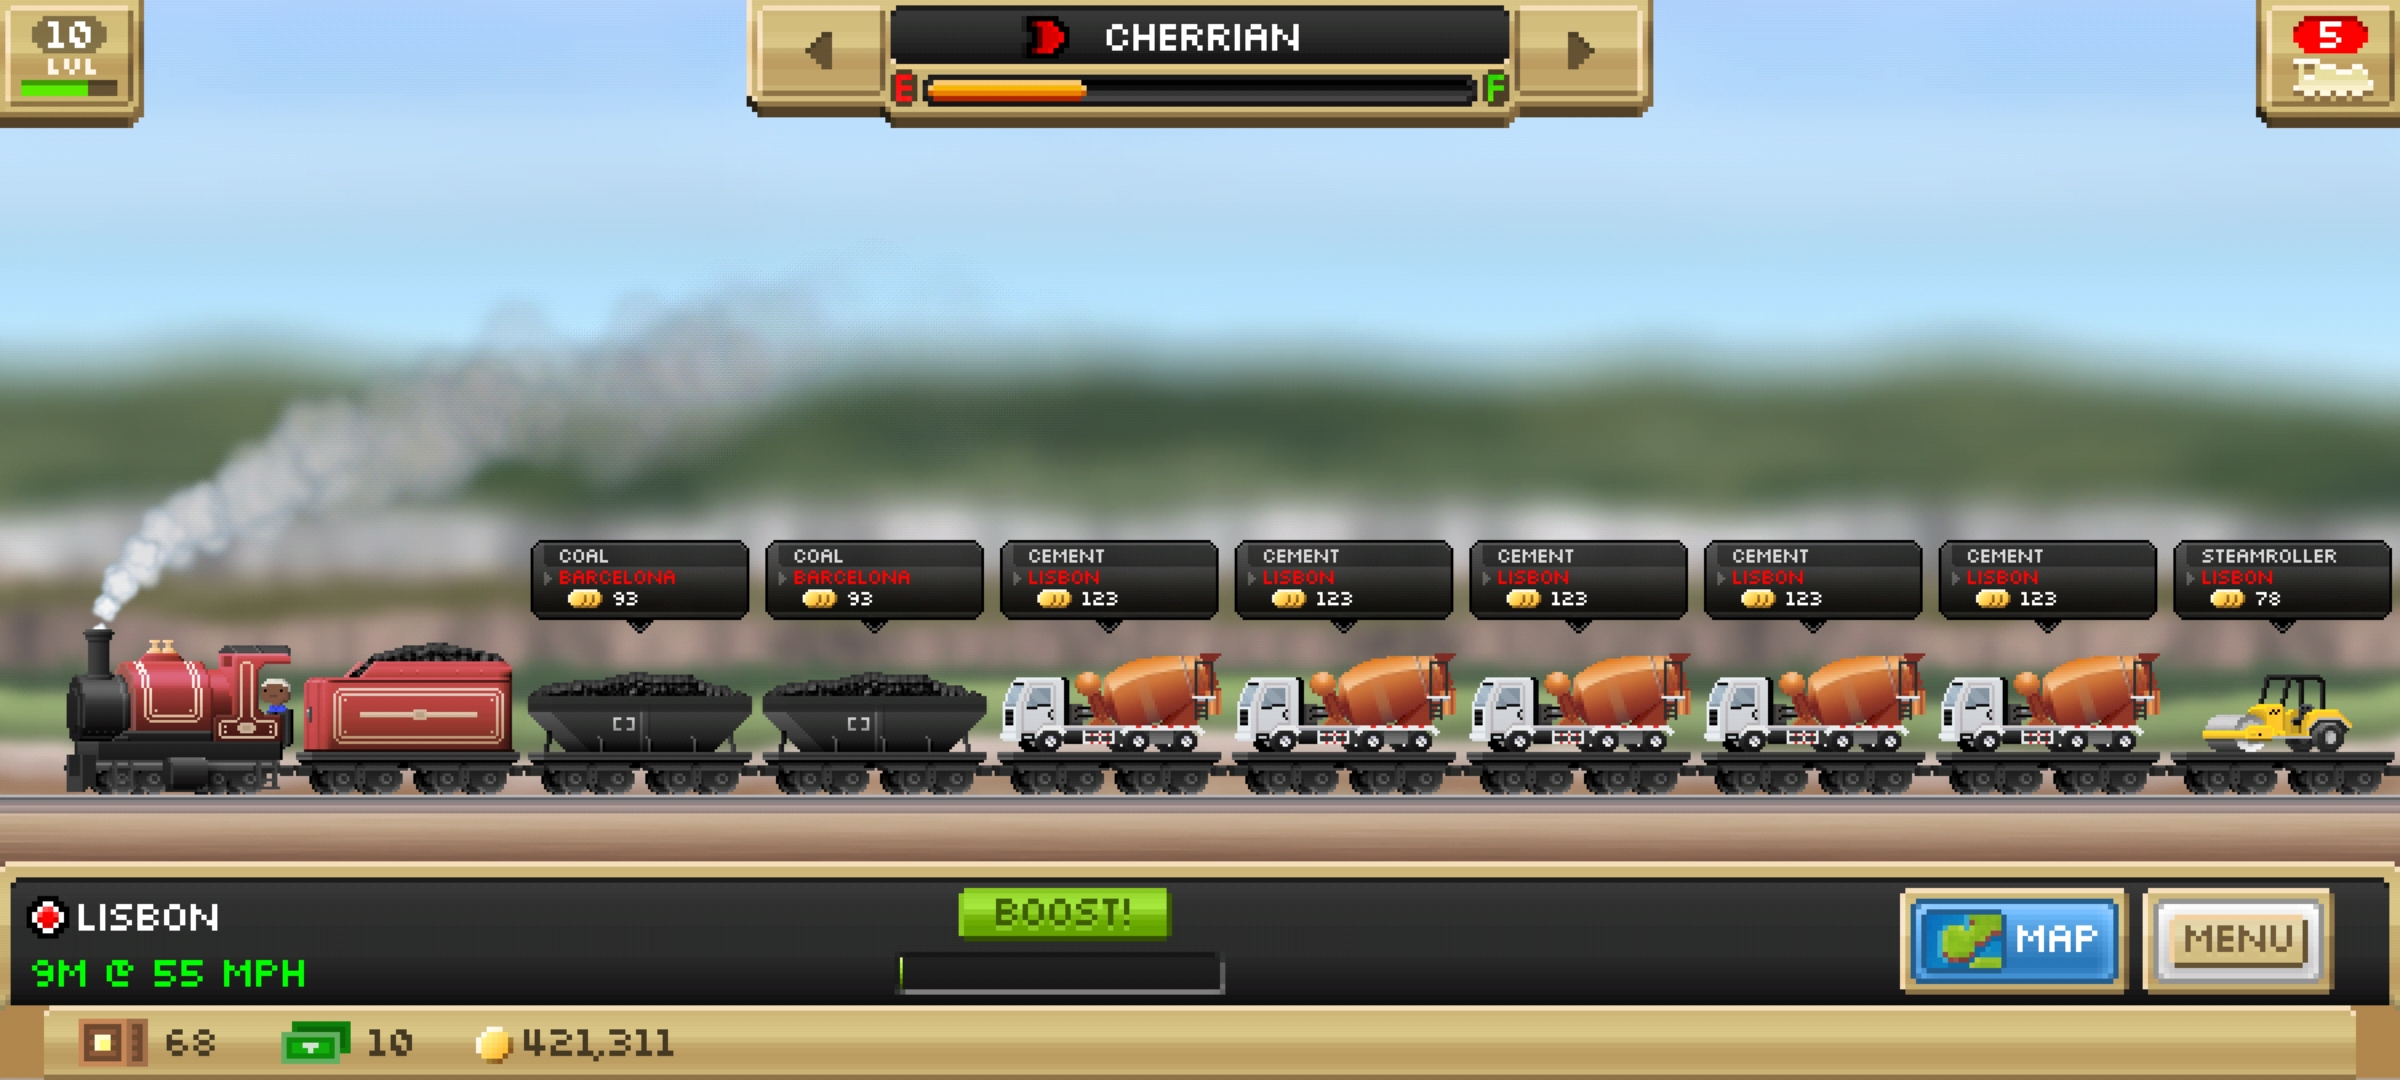 10
LVL
CHERRIAN
E F
5
COAL
BARCELONA
93
COAL
BARCELONA
93
CEMENT
LISBON
123
CEMENT
LISBON
123
CEMENT
LISBON
123
CEMENT
LISBON
123
CEMENT
LISBON
123
STEAMROLLER
LISBON
78
LISBON
9M @ 55 MPH
BOOST!
MAP
MENU
68
10
421,311